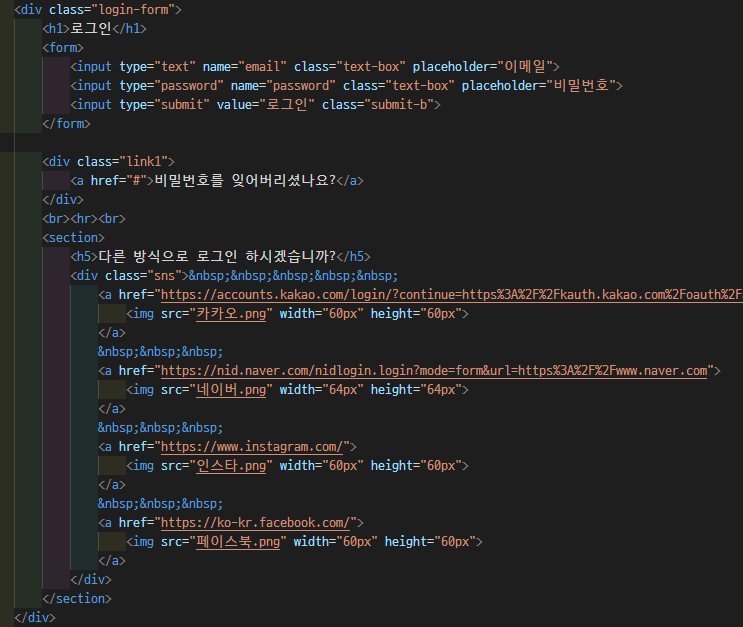 <div class="login-form">
<h1>로그인</h1>
<form>
<input type="text" name="email" class="text-box" placeholder="이메일">
<input type="password" name="password" class="text-box" placeholder="비밀번호">
<input type="submit" value="로그인" class="submit-b">
</form>
<div class="link1">
<a href="#">비밀번호를 잊어버리셨나요?</a>
</div>
<br><hr><br>
<section>
<h5>다른 방식으로 로그인 하시겠습니까?</h5>
<div class="sns">&nbsp;&nbsp;&nbsp;&nbsp;&nbsp;
<a href="https://accounts.kakao.com/login/?continue=https%3A%2F%2Fkauth.kakao.com%2Foauth%2F
<img src="카카오.png" width="60px" height="60px">
</a>
&nbsp;&nbsp;&nbsp;
<a href="https://nid.naver.com/nidlogin.login?mode=form&url=https%3A%2F%2Fwww.naver.com">
<img src="네이버.png" width="64px" height="64px">
</a>
&nbsp;&nbsp;&nbsp;
<a href="https://www.instagram.com/">
<img src="인스타.png" width="60px" height="60px">
</a>
&nbsp;&nbsp;&nbsp;
<a href="https://ko-kr.facebook.com/">
<img src="페이스북.png" width="60px" height="60px">
</a>
</div>
</section>
</div>